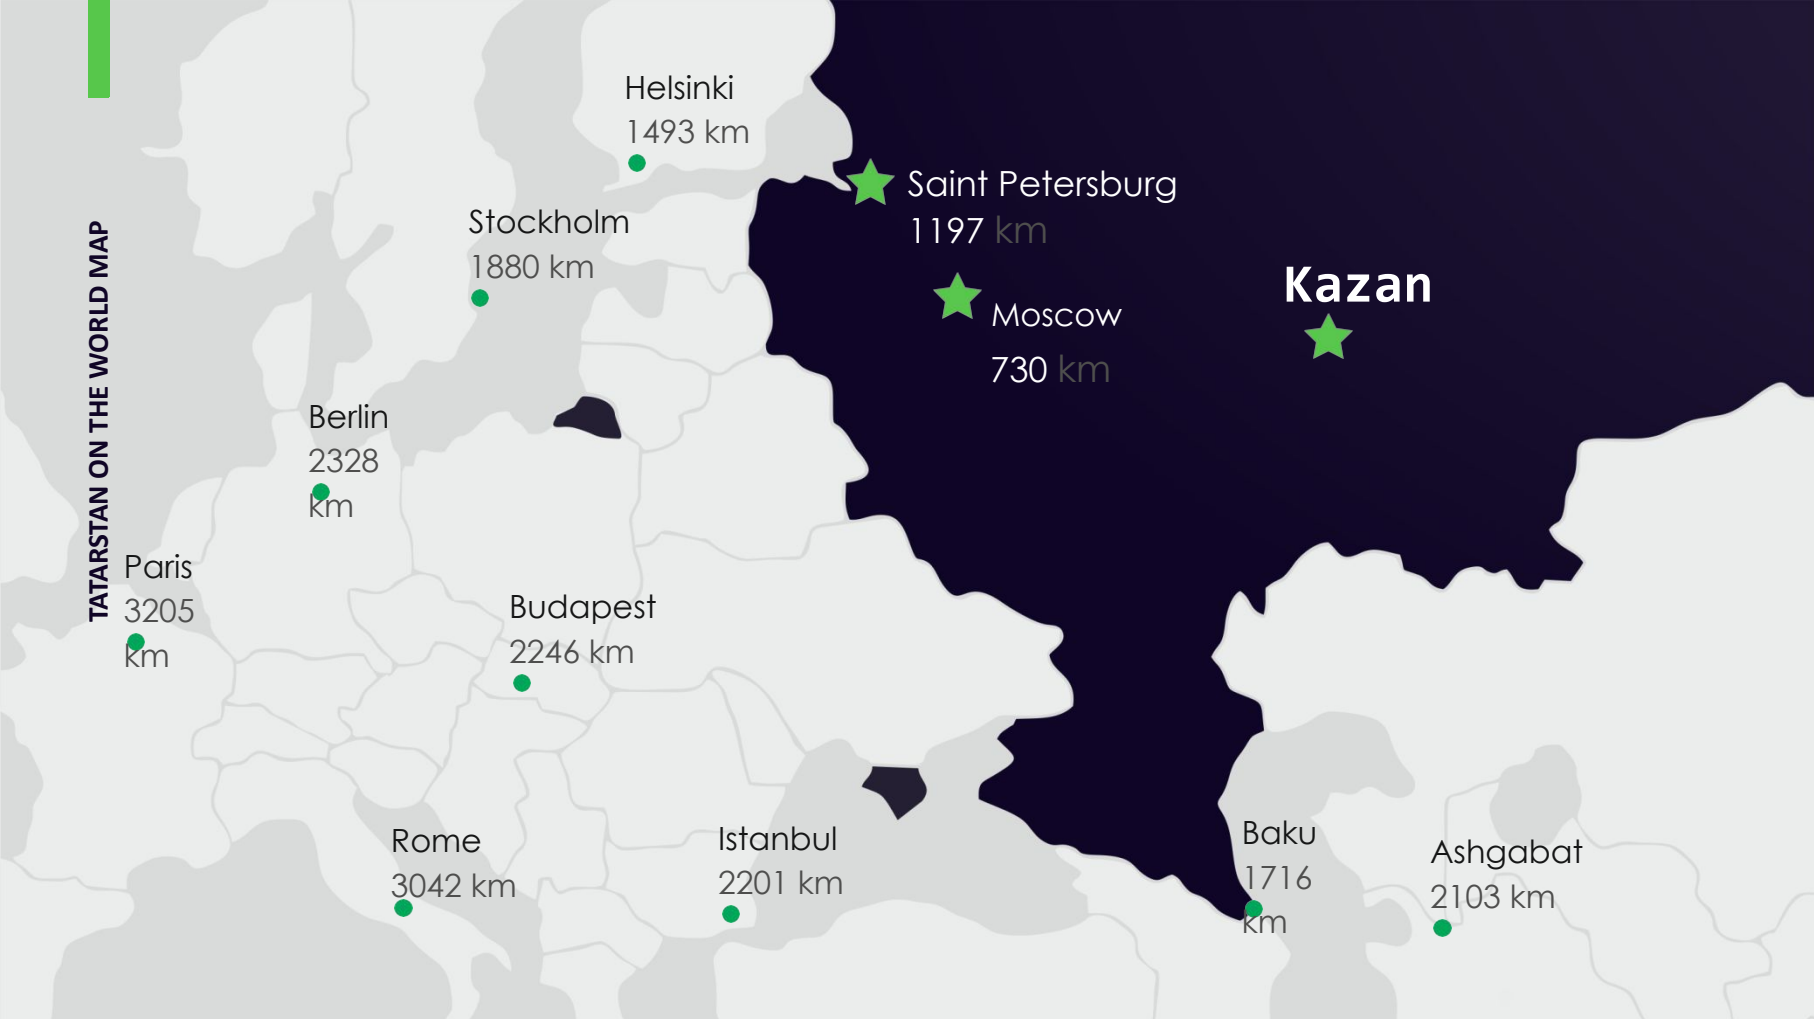 TATARSTAN ON THE WORLD MAP
Helsinki
1493 km
Saint Petersburg
1197 km
Stockholm
1880 km
Kazan
Moscow
730 km
Berlin
2328
km
Paris
3205
km
Budapest
2246 km
Rome
3042 km
Istanbul
2201 km
Baku
1716
km
Ashgabat
2103 km